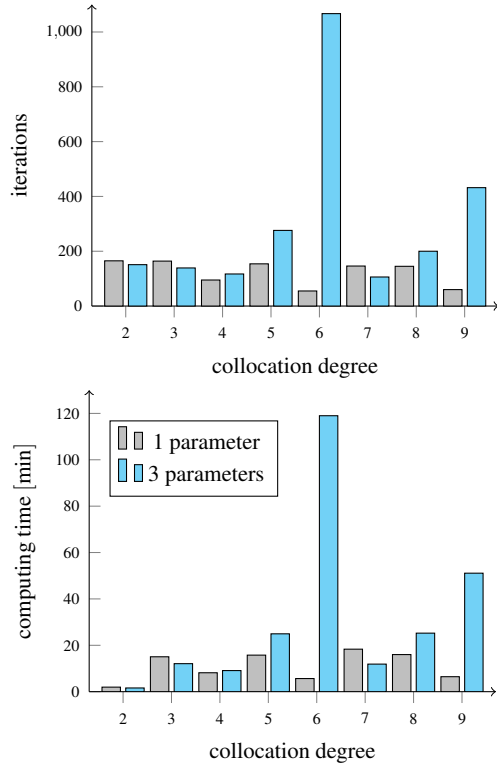 1,000
800
600
400
200
0
iterations
2 3 4 5 6 7 8 9
collocation degree
120
100
80
60
40
20
0
computing time [min]
1 parameter
3 parameters
2 3 4 5 6 7 8 9
collocation degree